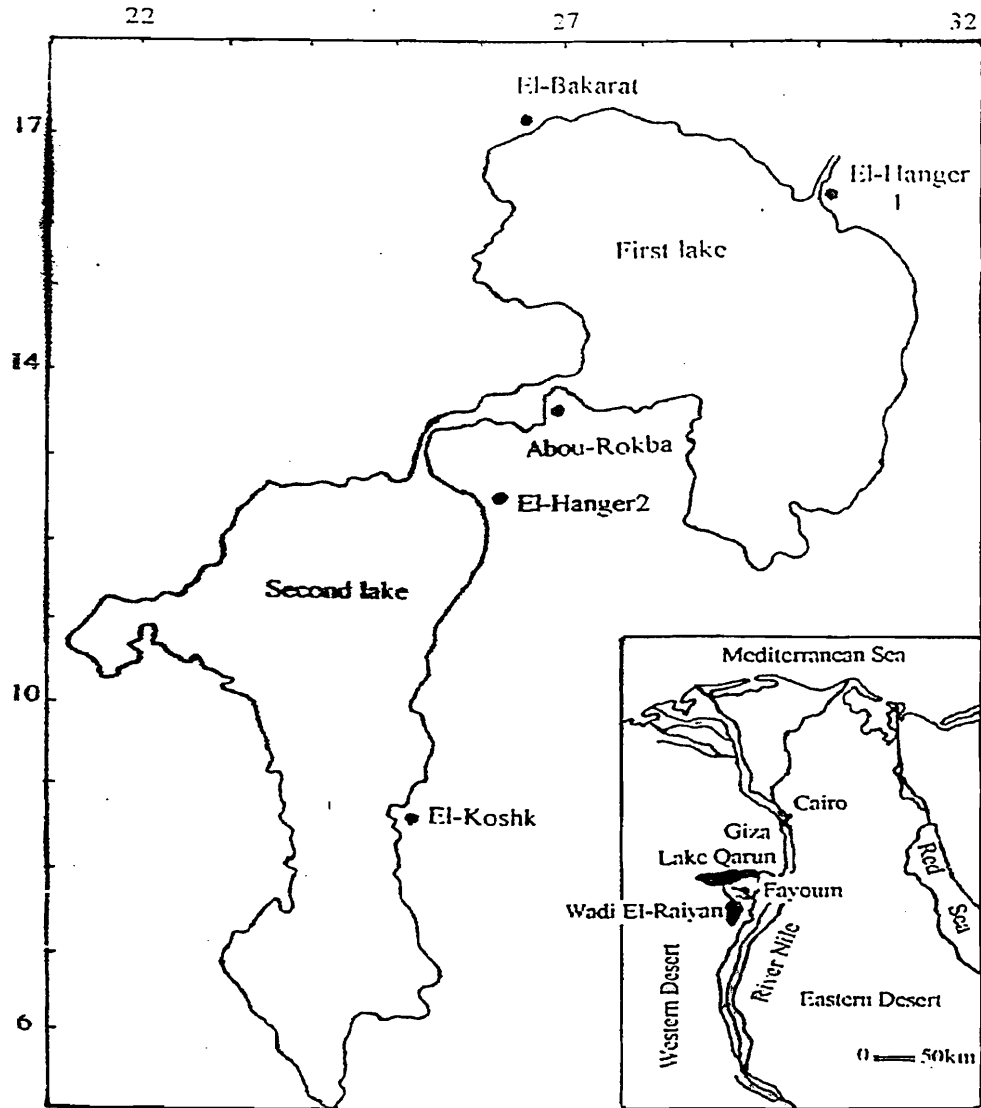 22 27 32
El-Bakarat
17
El-Hanger
1
First lake
14
Abou-Rokba
El-Hanger2
Second lake
10
El-Koshk
6
Mediterranean Sea
Cairo
Giza
Lake Qarun
Fayoum
Wadi El-Raiyan
Red
Sea
Western Desert
River Nile
Eastern Desert
0 50km